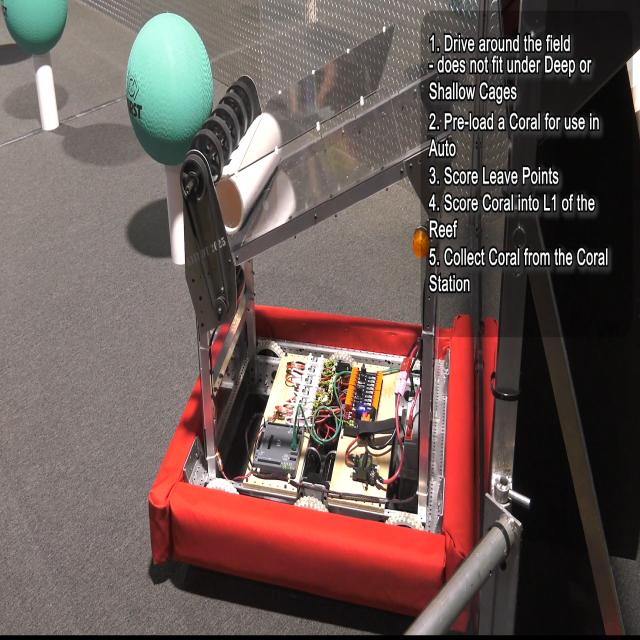 1. Drive around the field
- does not fit under Deep or
Shallow Cages
2. Pre-load a Coral for use in
Auto
3. Score Leave Points
4. Score Coral into L1 of the
Reef
5. Collect Coral from the Coral
Station